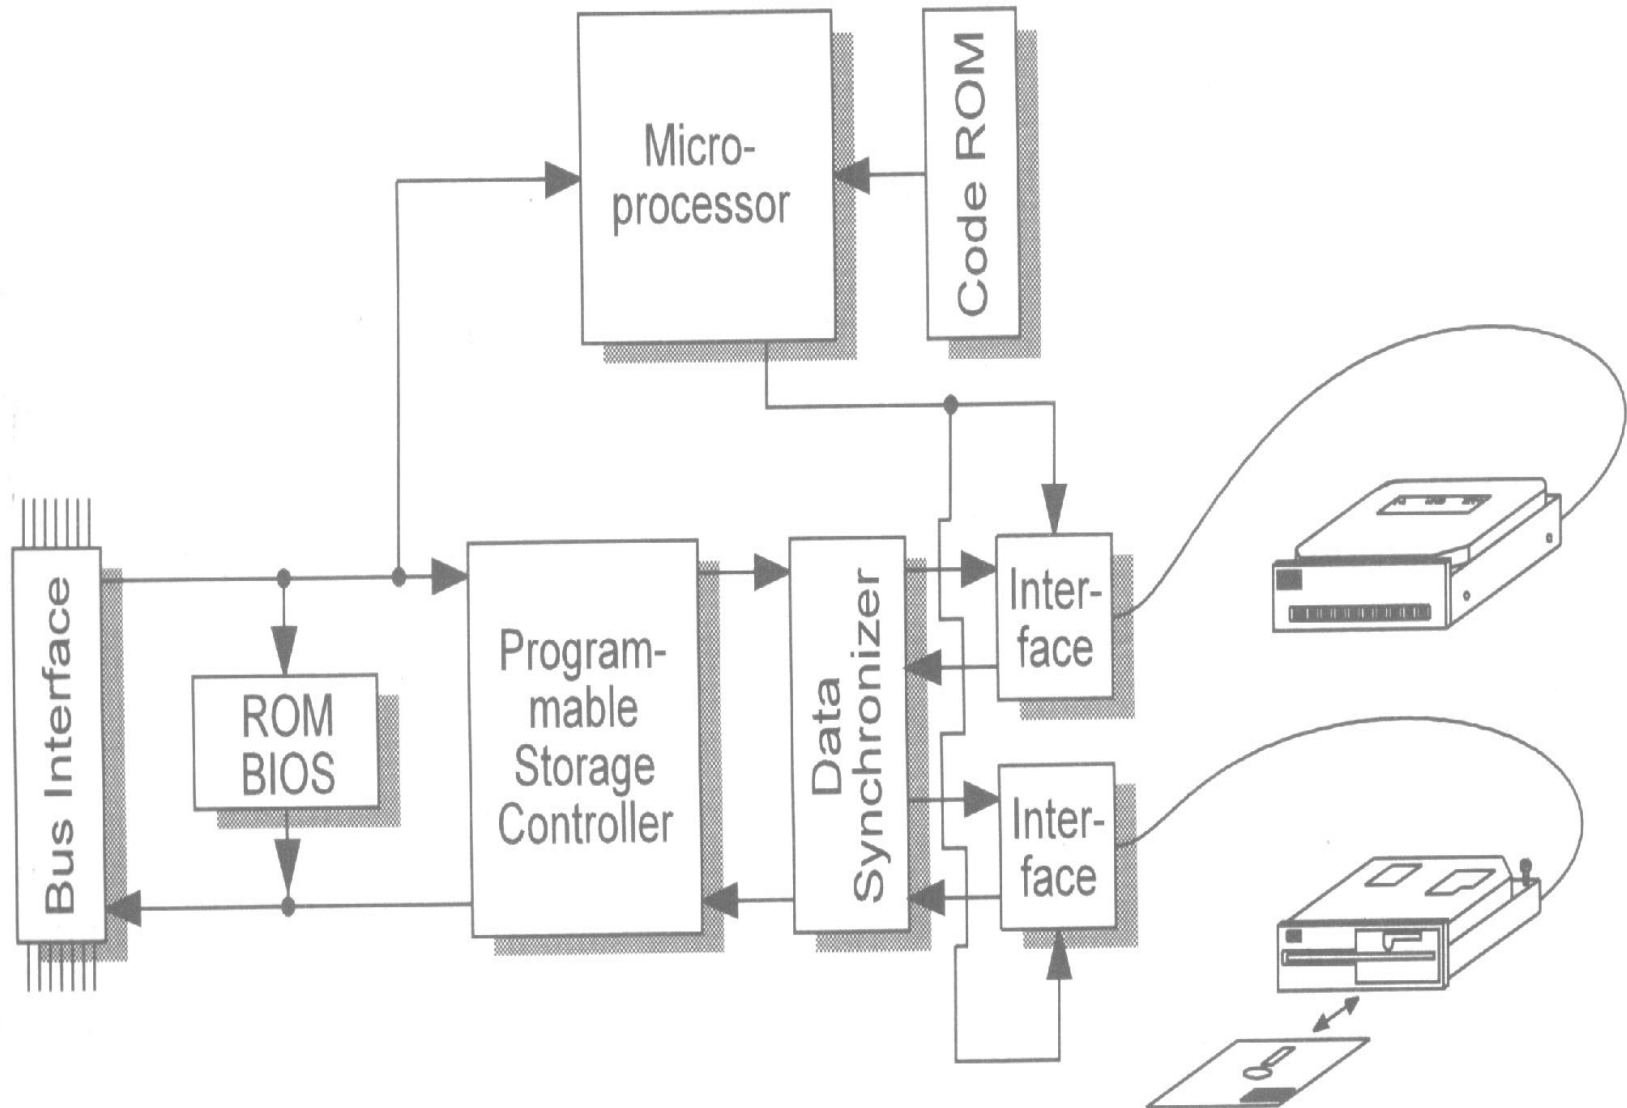 Micro-
processor
Code ROM
Bus Interface
ROM
BIOS
Program-
mable
Storage
Controller
Data
Synchronizer
Inter-
face
Inter-
face